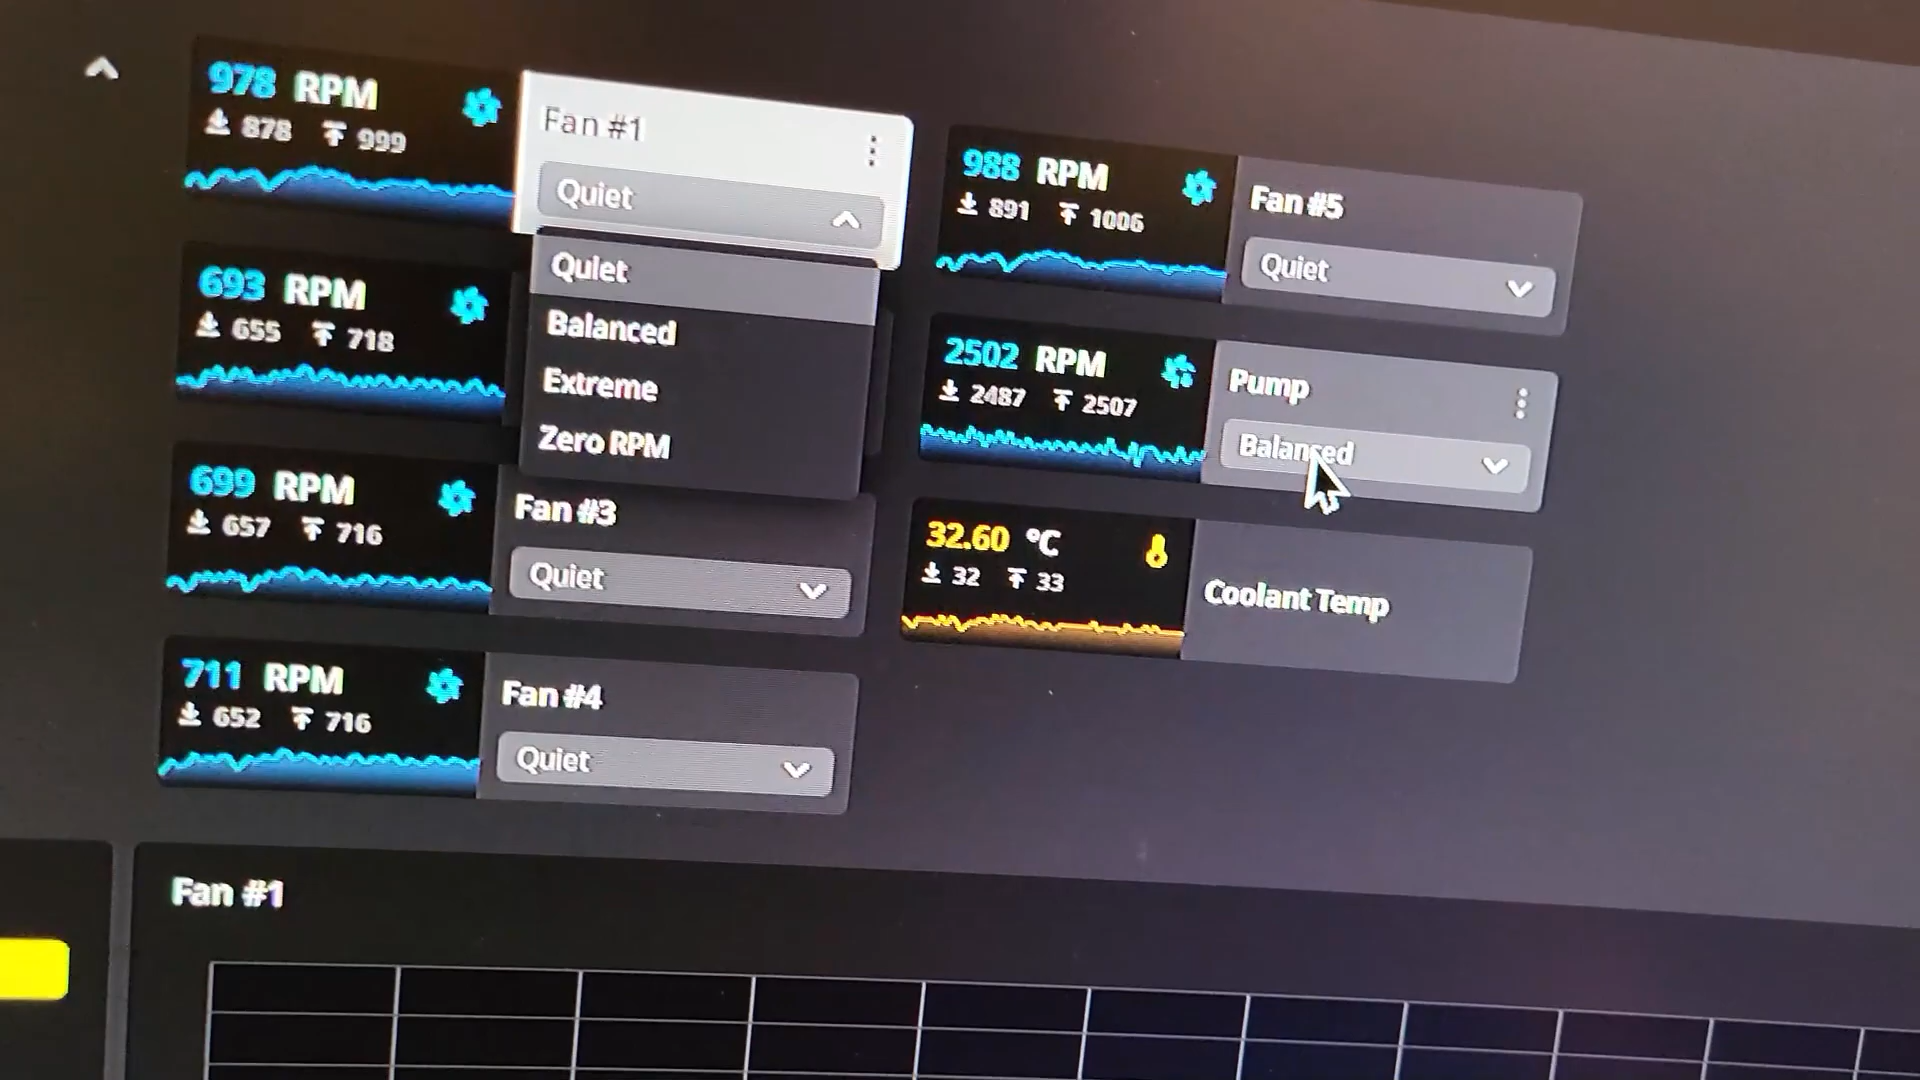 978 RPM
878 999
Fan #1
Quiet
Quiet
Balanced
Extreme
Zero RPM
693 RPM
655 718
699 RPM
657 716
Fan #3
Quiet
711 RPM
652 716
Fan #4
Quiet
988 RPM
891 1006
Fan #5
Quiet
2502 RPM
2487 2507
Pump
Balanced
32.60 °C
32 33
Coolant Temp
Fan #1